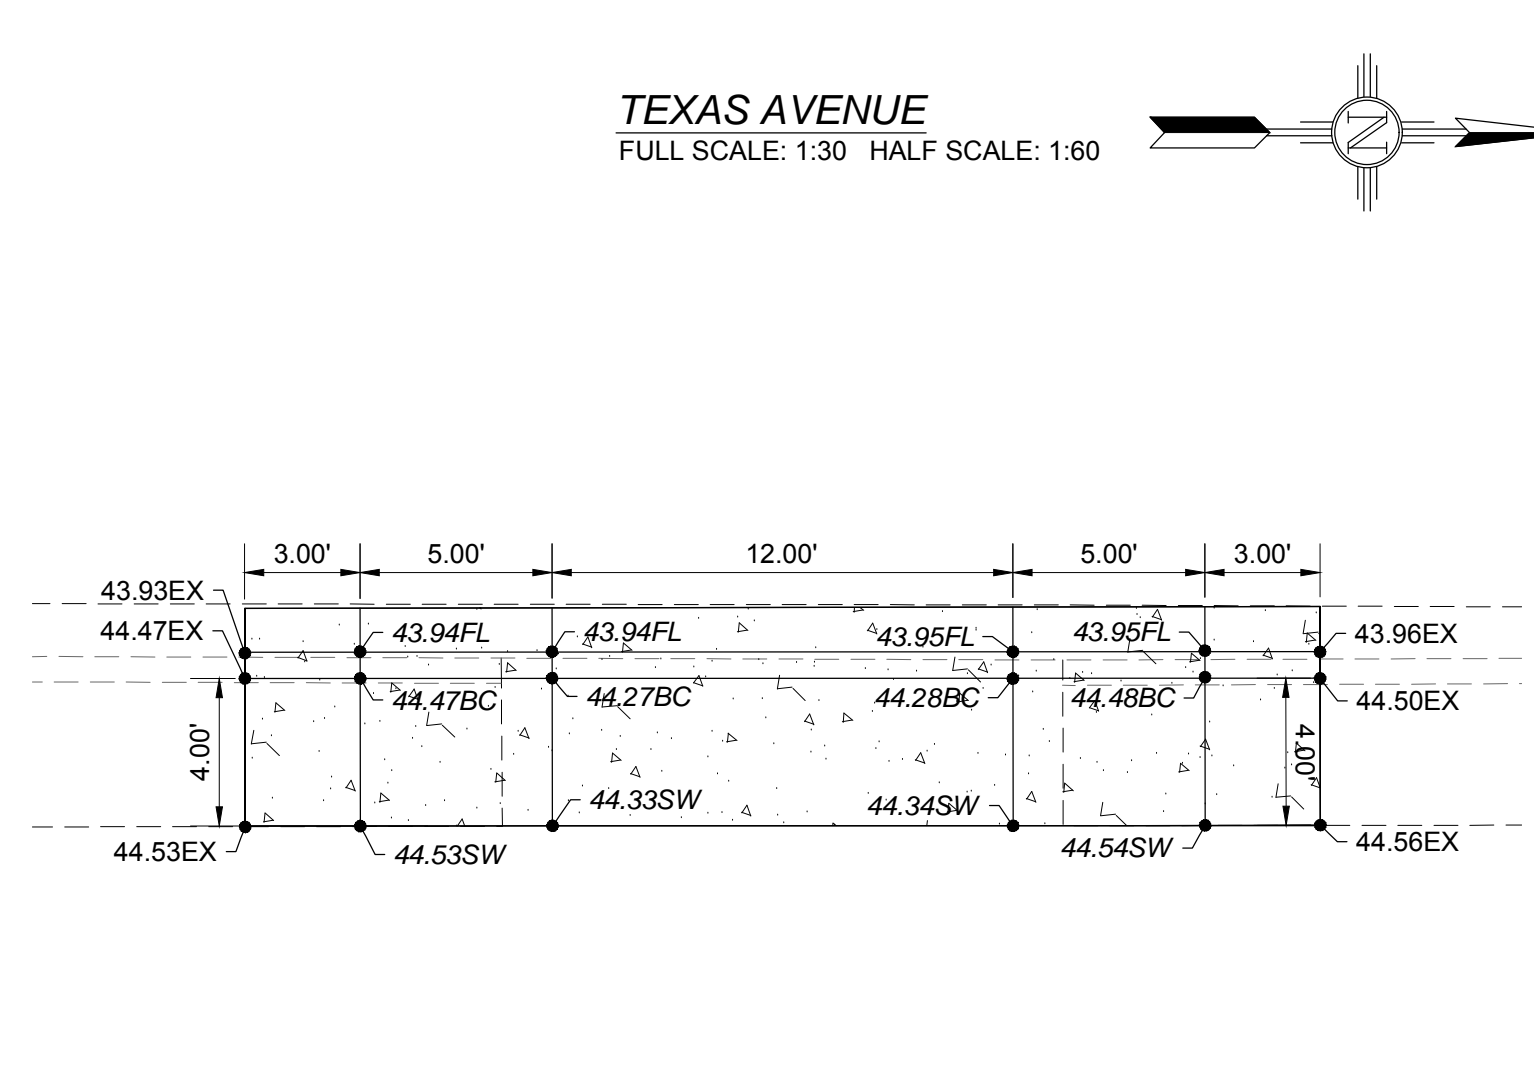 TEXAS AVENUE
FULL SCALE: 1:30 HALF SCALE: 1:60
N
3.00' 5.00' 12.00' 5.00' 3.00'
43.93EX
44.47EX 43.94FL 43.94FL 43.95FL 43.95FL 43.96EX
44.47BC 44.27BC 44.28BC 44.48BC 44.50EX
4.00' 4.00'
44.33SW 44.34SW
44.53EX 44.53SW 44.54SW 44.56EX